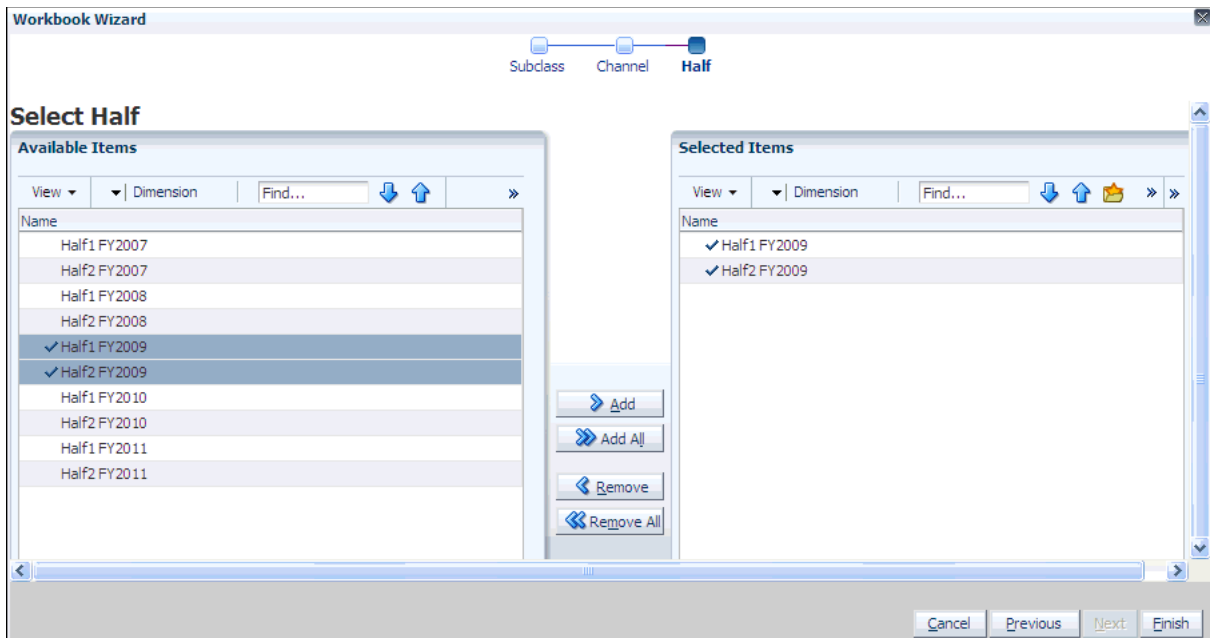 Workbook Wizard
Subclass Channel Half
Select Half
Available Items
View Dimension Find... »
Name
Half1 FY2007
Half2 FY2007
Half1 FY2008
Half2 FY2008
Half1 FY2009
Half2 FY2009
Half1 FY2010
Half2 FY2010
Half1 FY2011
Half2 FY2011
Add
Add All
Remove
Remove All
Selected Items
View Dimension Find... » »
Name
Half1 FY2009
Half2 FY2009
Cancel Previous Next Finish